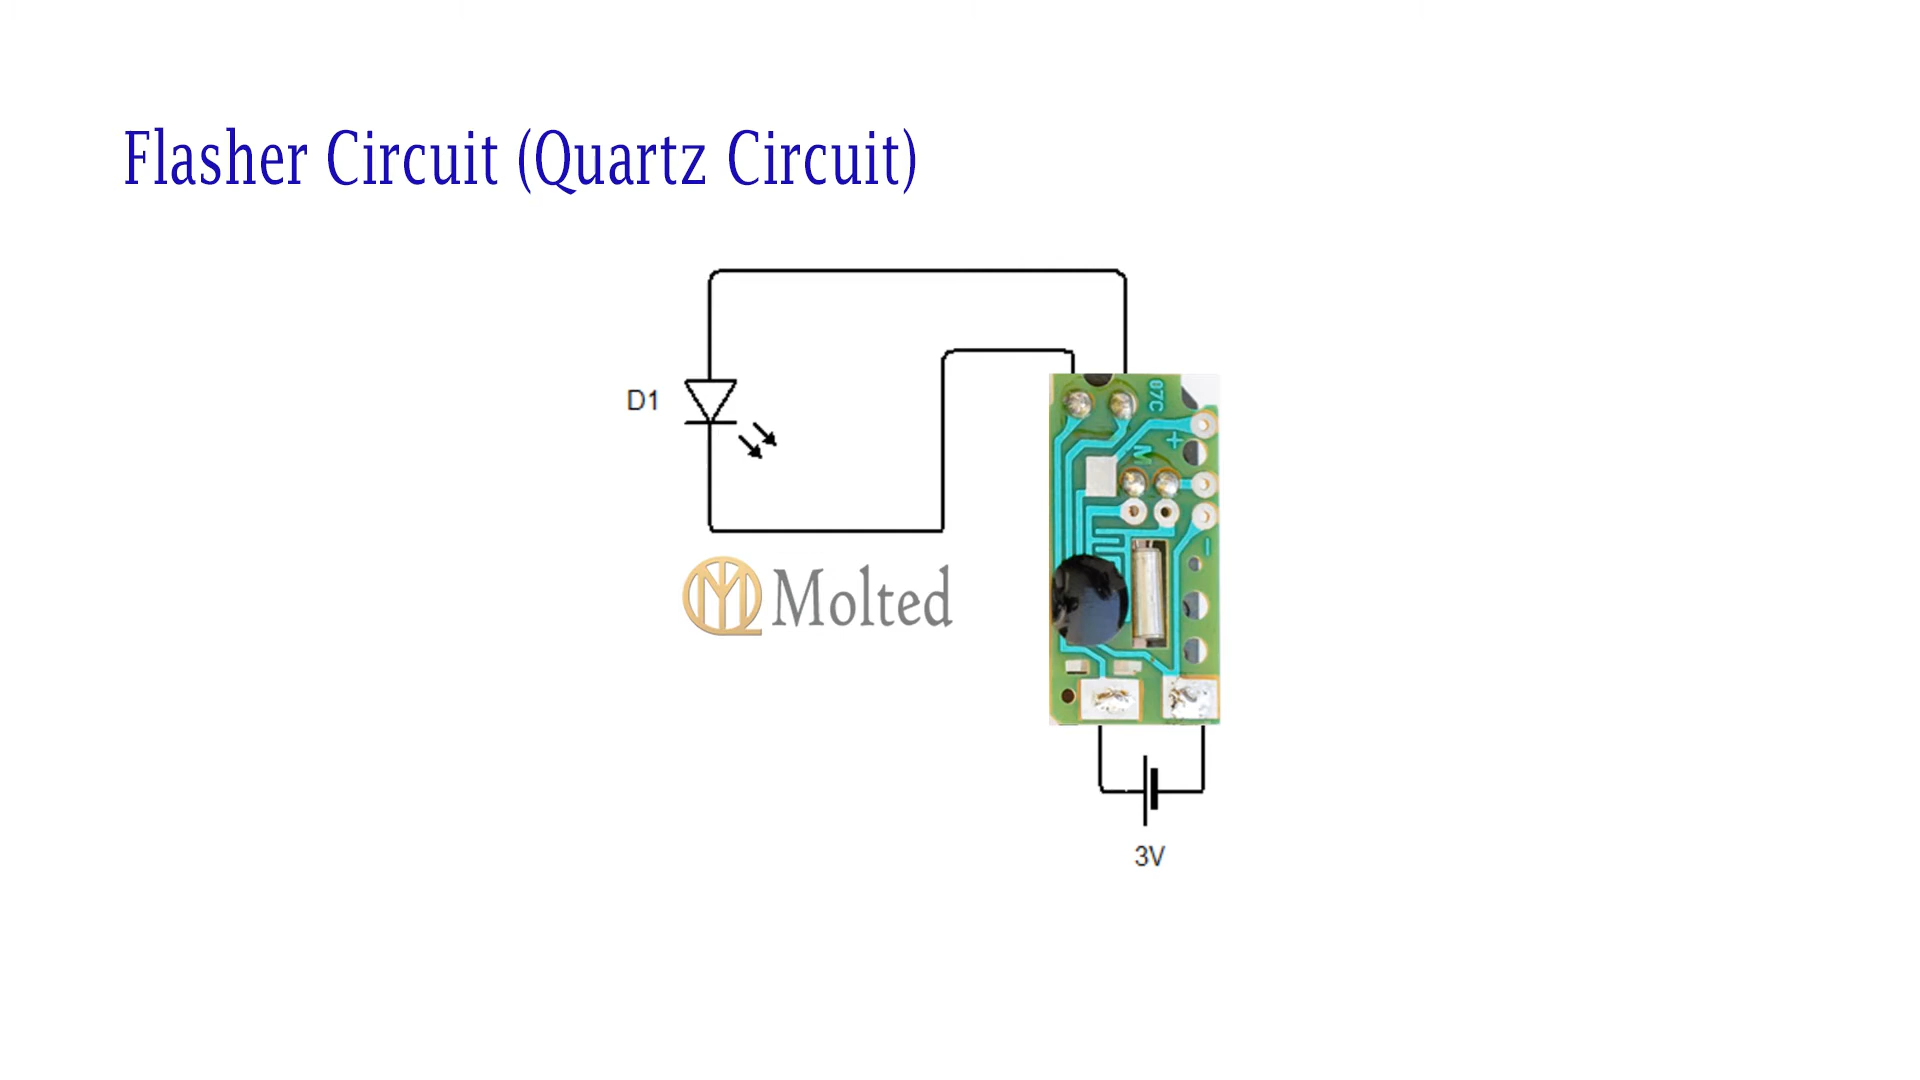 Flasher Circuit (Quartz Circuit)
D1
07C
+
M
-
Molted
3V